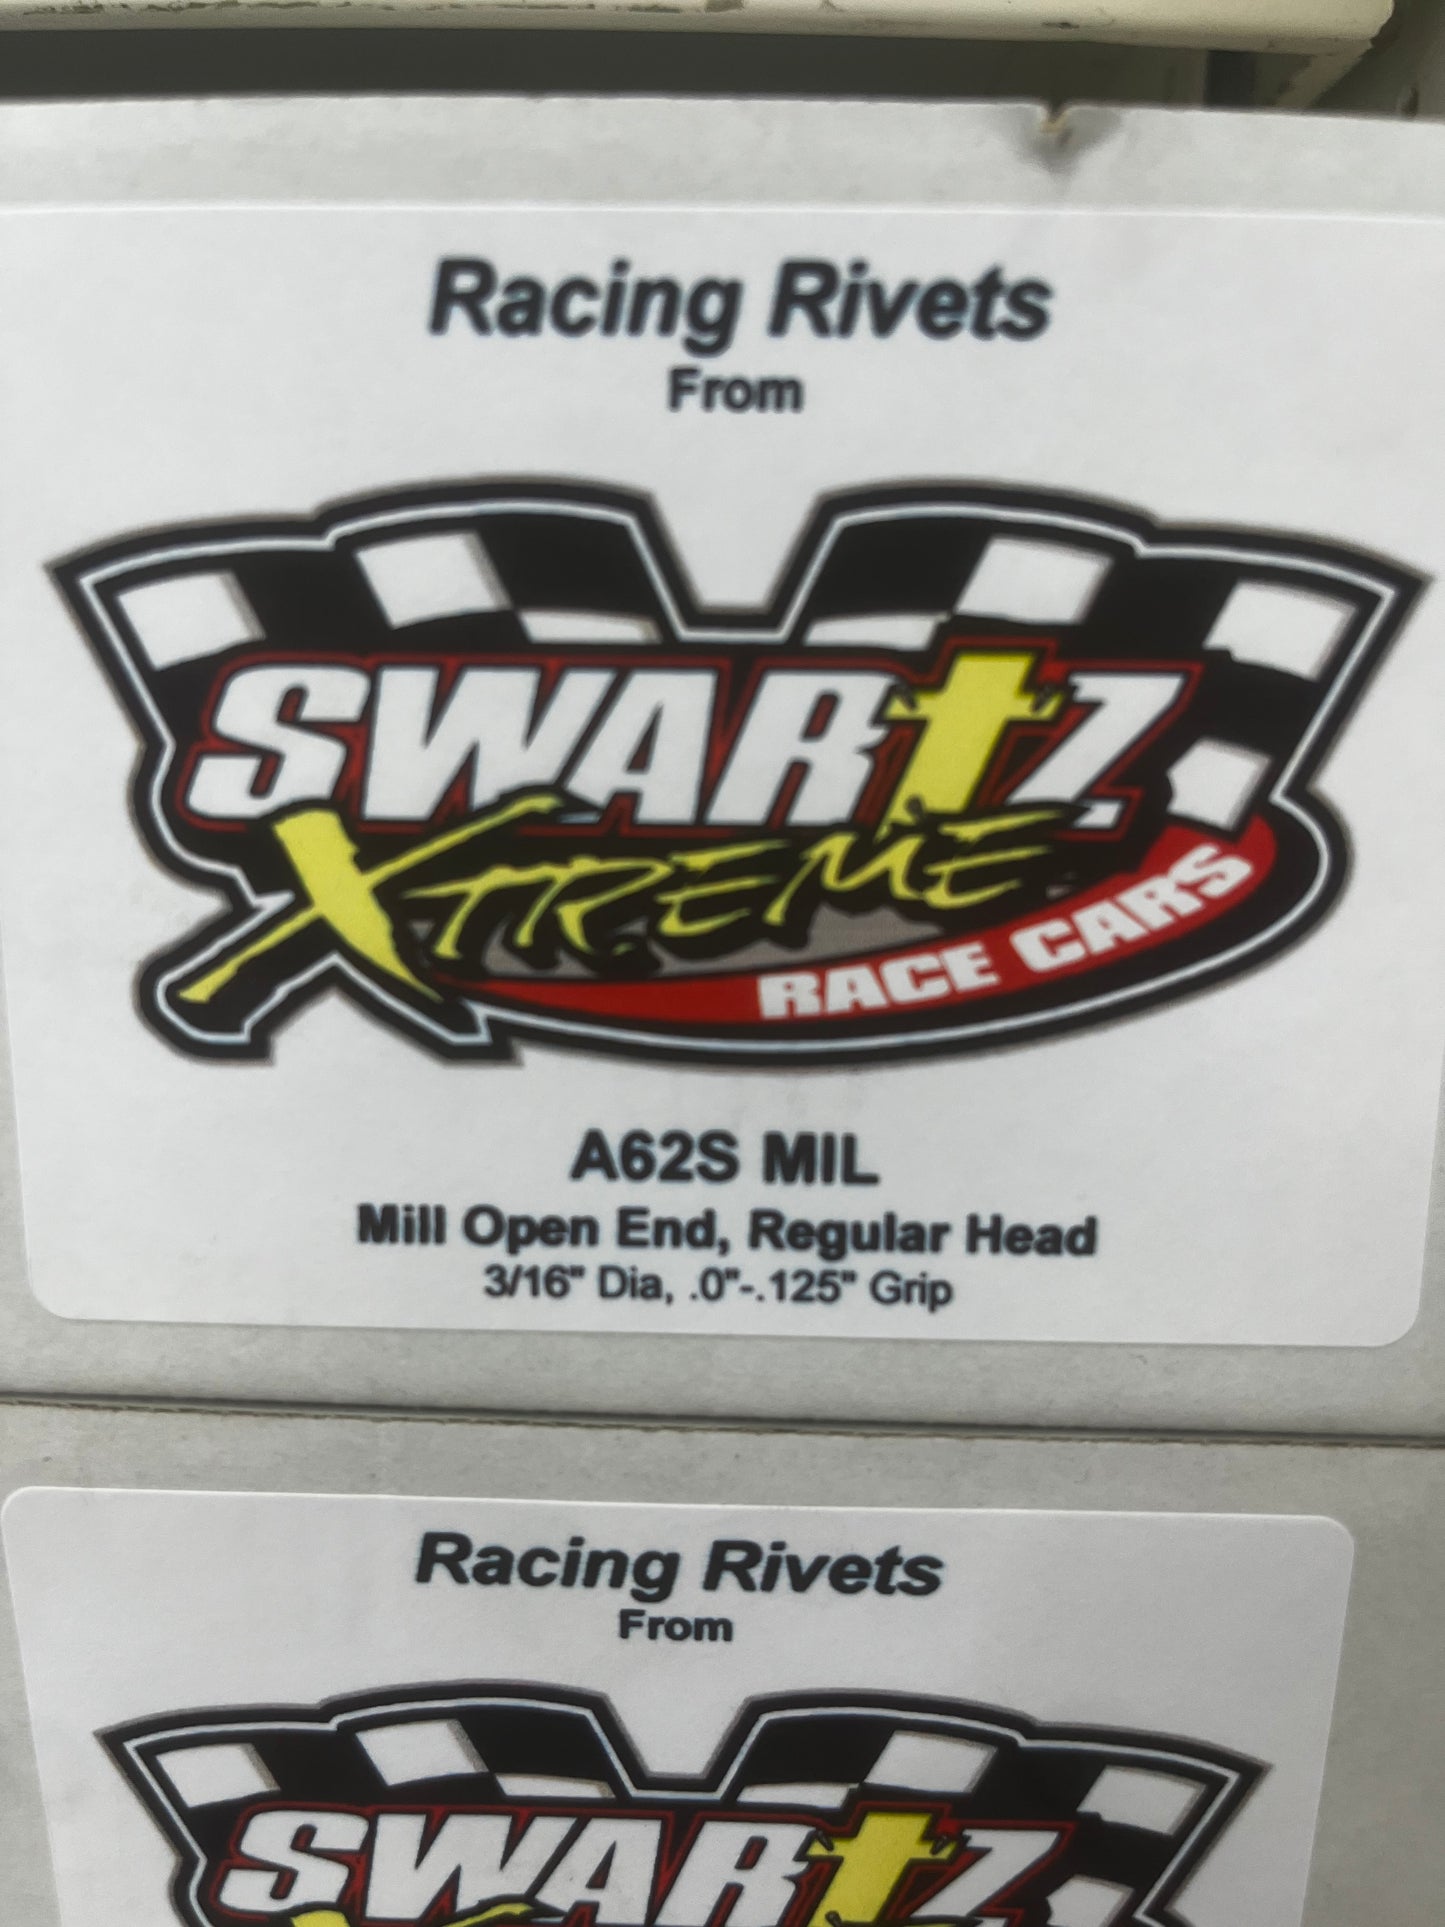 Racing Rivets
From
SWARtZ
XTREME
RACE CARS
A62S MIL
Mill Open End, Regular Head
3/16" Dia, .0"-.125" Grip
Racing Rivets
From
SWARtZ